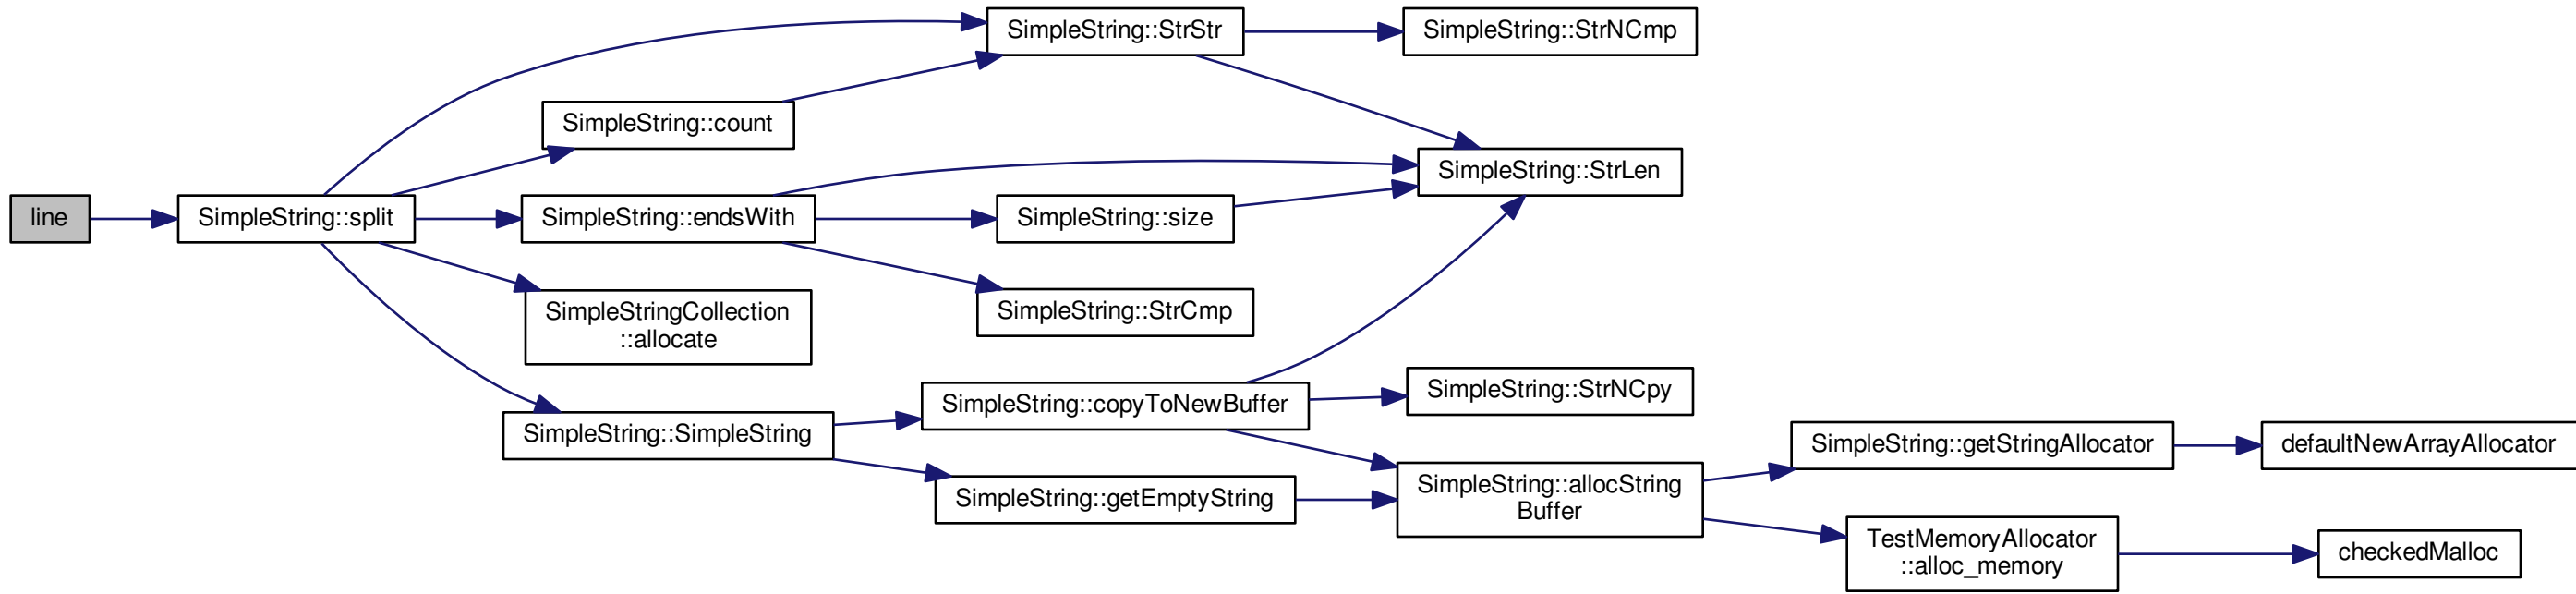 SimpleString::StrStr
SimpleString::StrNCmp
SimpleString::count
SimpleString::StrLen
line
SimpleString::split
SimpleString::endsWith
SimpleString::size
SimpleStringCollection
::allocate
SimpleString::StrCmp
SimpleString::SimpleString
SimpleString::copyToNewBuffer
SimpleString::StrNCpy
SimpleString::getEmptyString
SimpleString::allocString
Buffer
SimpleString::getStringAllocator
defaultNewArrayAllocator
TestMemoryAllocator
::alloc_memory
checkedMalloc